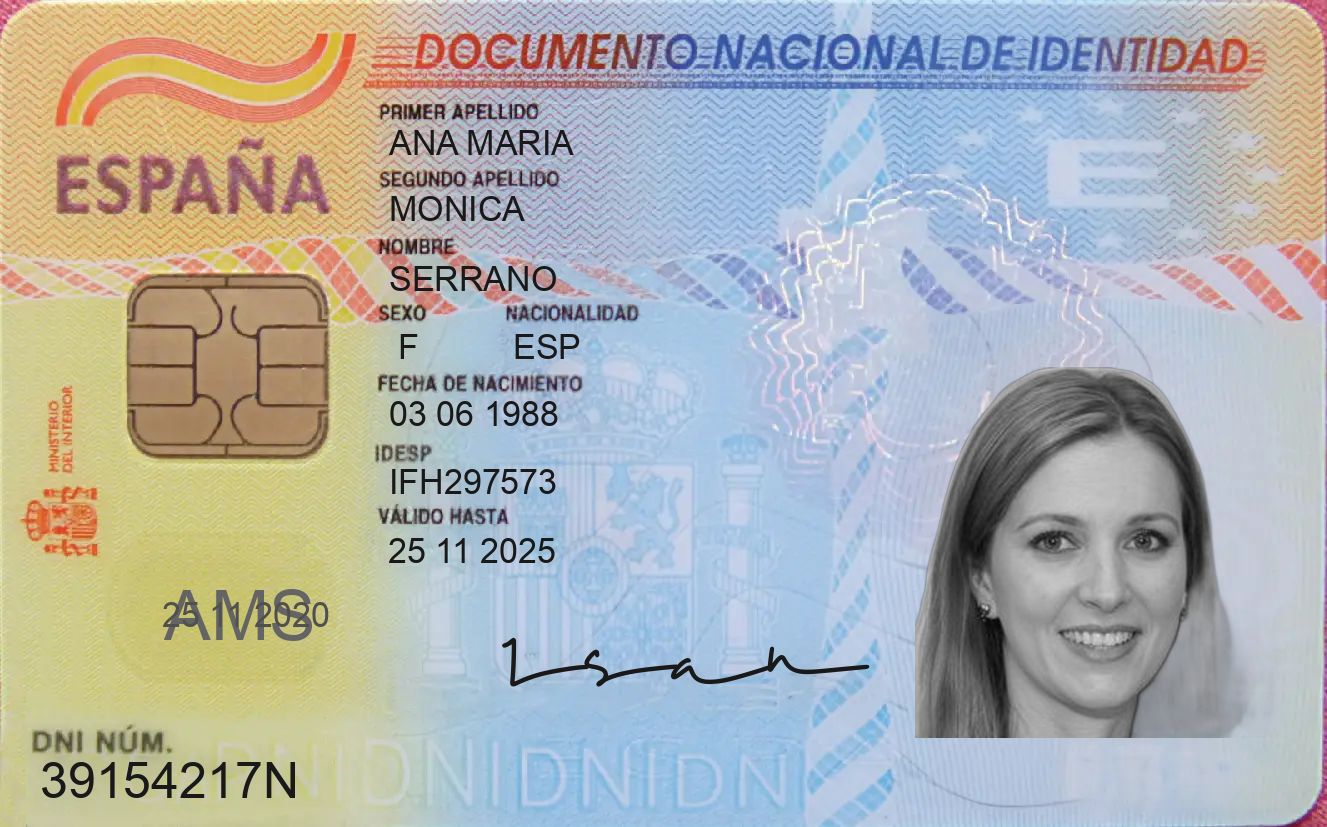 DOCUMENTO NACIONAL DE IDENTIDAD
ESPAÑA
PRIMER APELLIDO
ANA MARIA
SEGUNDO APELLIDO
MONICA
NOMBRE
SERRANO
SEXO NACIONALIDAD
F ESP
FECHA DE NACIMIENTO
03 06 1988
IDESP
IFH297573
VÁLIDO HASTA
25 11 2025
MINISTERIO
DEL INTERIOR
25 11 2020
AMS
DNI NÚM.
39154217N
E
DNIDNIDNIDNI